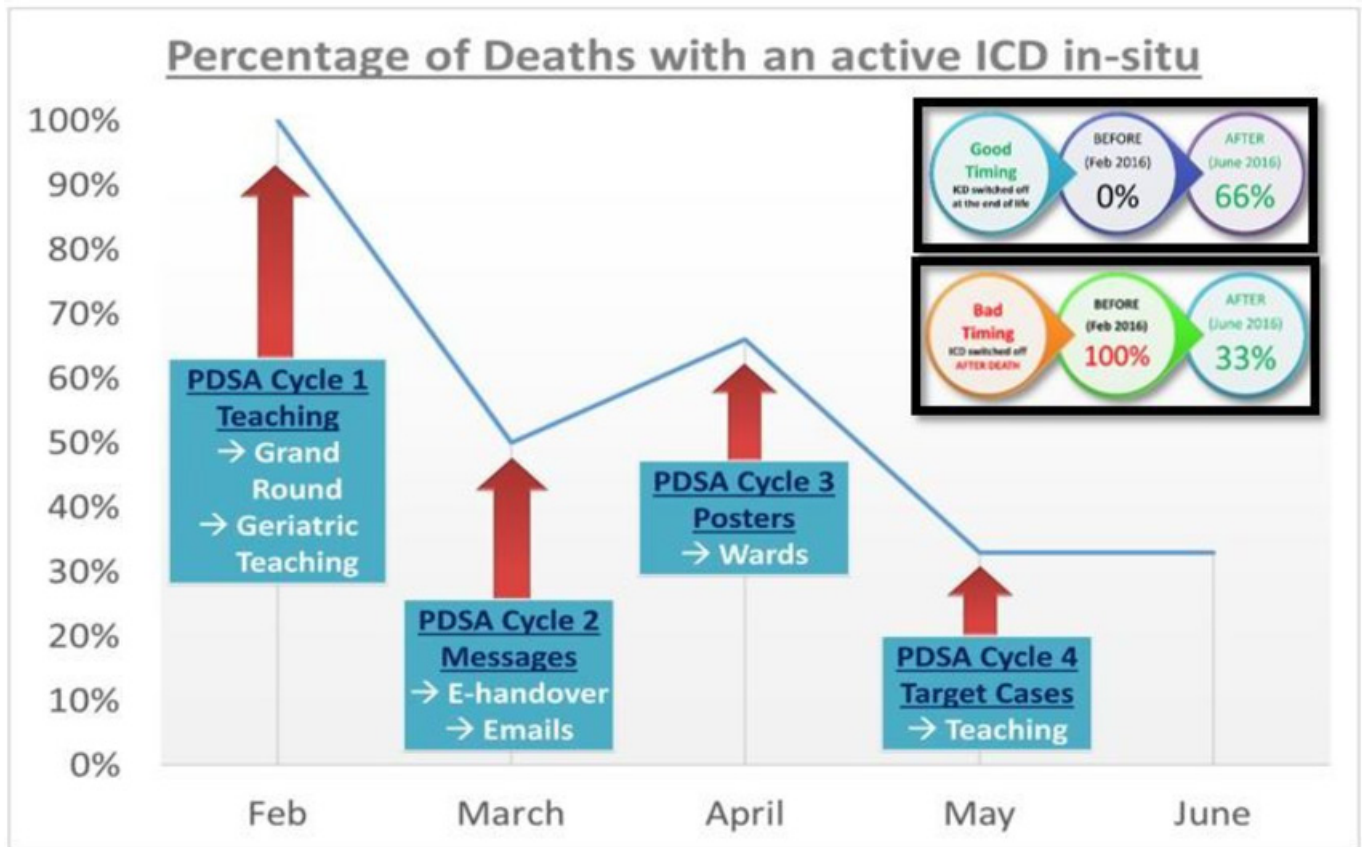 Percentage of Deaths with an active ICD in-situ
100%
90%
80%
70%
60%
50%
40%
30%
20%
10%
0%
Good
Timing
ICD switched off
at the end of life
BEFORE
(Feb 2016)
0%
AFTER
(June 2016)
66%
Bad
Timing
ICD switched off
AFTER DEATH
BEFORE
(Feb 2016)
100%
AFTER
(June 2016)
33%
PDSA Cycle 1
Teaching
→ Grand
Round
→ Geriatric
Teaching
PDSA Cycle 2
Messages
→ E-handover
→ Emails
PDSA Cycle 3
Posters
→ Wards
PDSA Cycle 4
Target Cases
→ Teaching
Feb
March
April
May
June